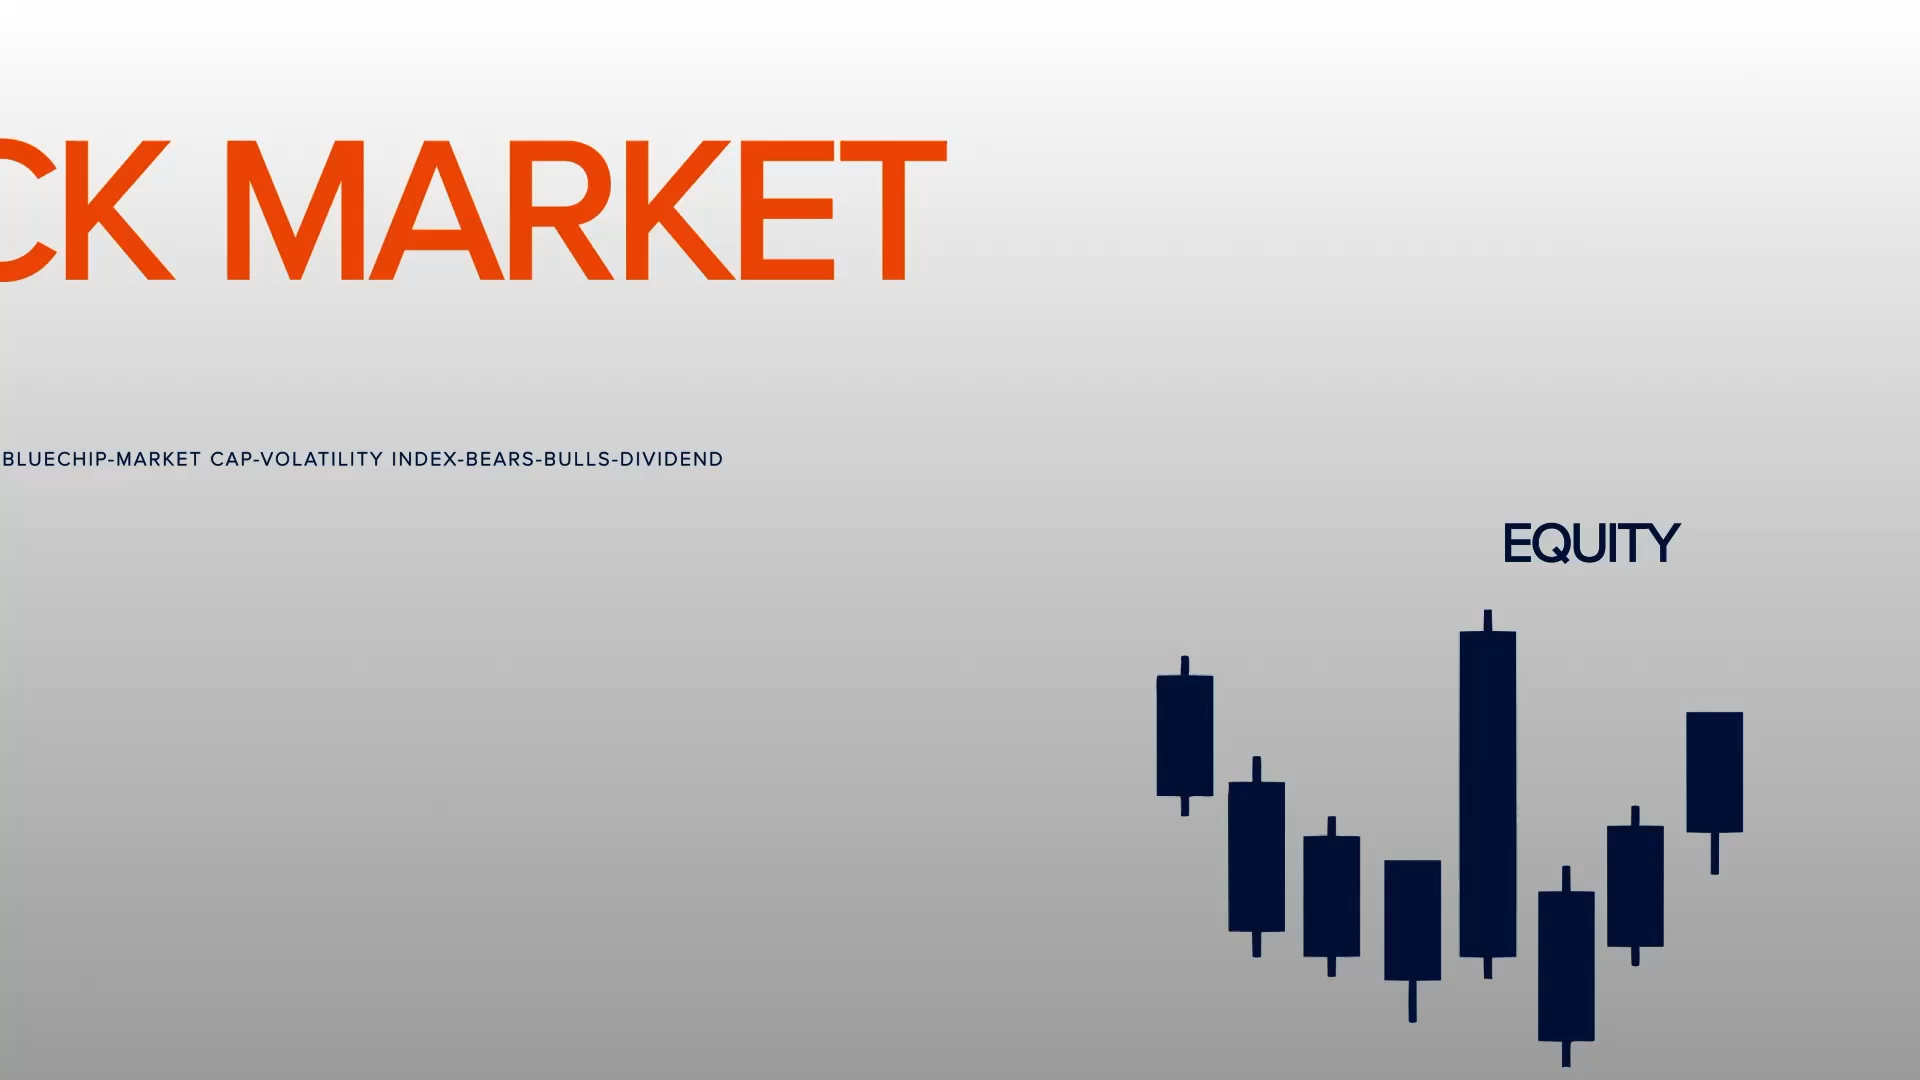 CK MARKET
BLUECHIP-MARKET CAP-VOLATILITY INDEX-BEARS-BULLS-DIVIDEND
EQUITY